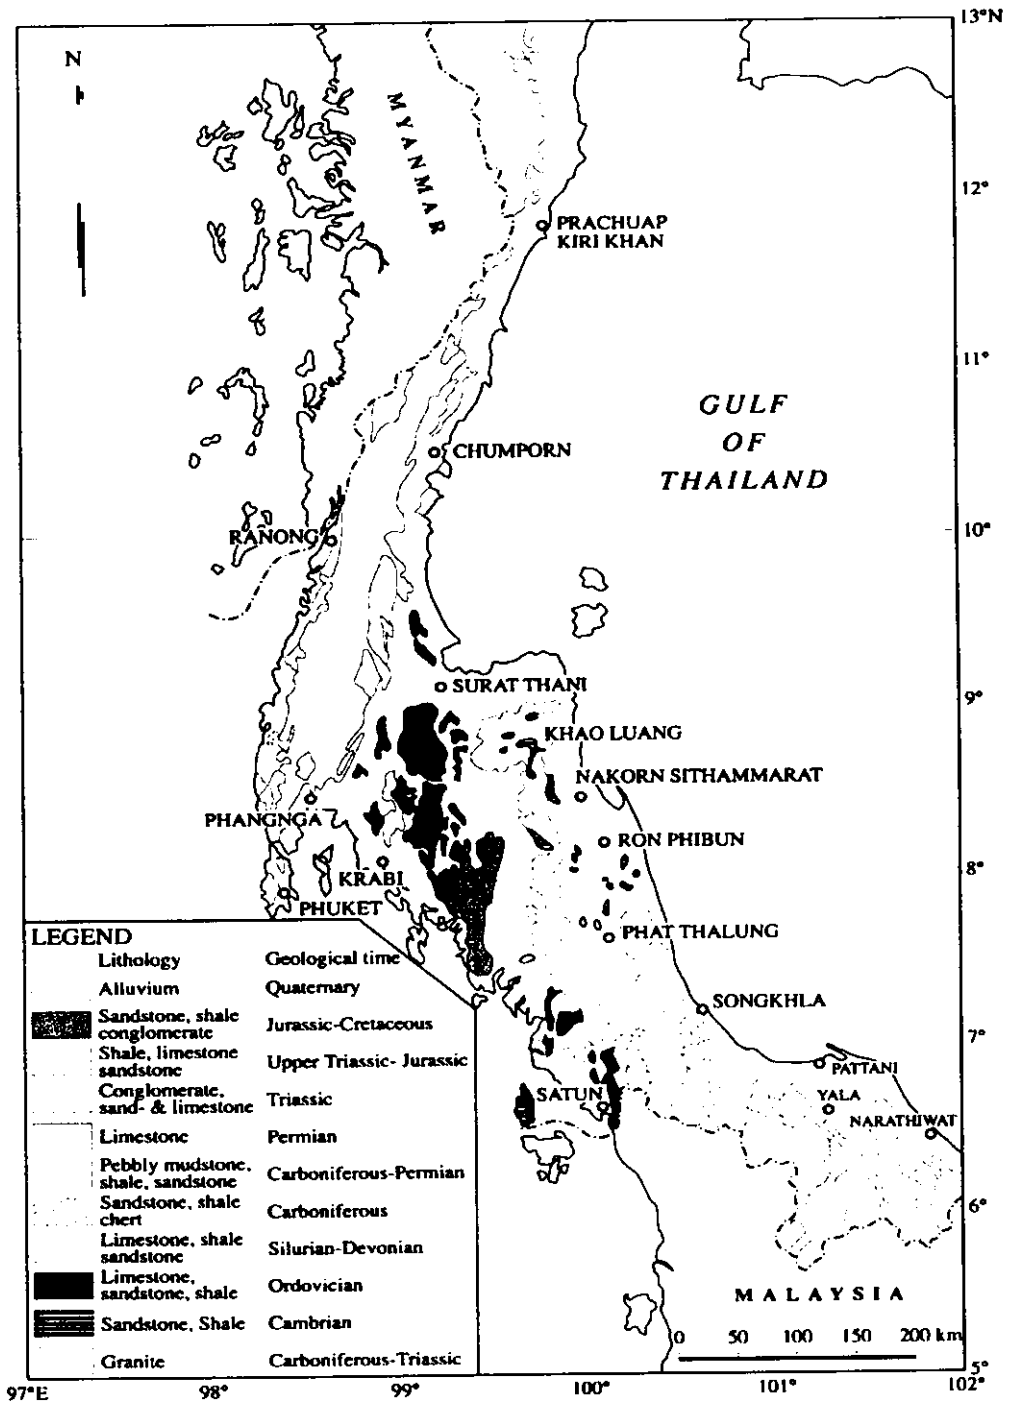 13°N
N
MYANMAR
12°
PRACHUAP
KIRI KHAN
11°
GULF
OF
THAILAND
CHUMPORN
RANONG
10°
9°
SURAT THANI
KHAO LUANG
NAKORN SITHAMMARAT
PHANGNGA
RON PHIBUN
8°
KRABI
PHUKET
PHAT THALUNG
SONGKHLA
7°
PATTANI
SATUN
YALA
NARATHIWAT
6°
MALAYSIA
0 50 100 150 200 km
5°
97°E 98° 99° 100° 101° 102°
LEGEND
Lithology Geological time
Alluvium Quaternary
Sandstone, shale
conglomerate Jurassic-Cretaceous
Shale, limestone
sandstone Upper Triassic- Jurassic
Conglomerate,
sand- & limestone Triassic
Limestone Permian
Pebbly mudstone,
shale, sandstone Carboniferous-Permian
Sandstone, shale
chert Carboniferous
Limestone, shale
sandstone Silurian-Devonian
Limestone,
sandstone, shale Ordovician
Sandstone, Shale Cambrian
Granite Carboniferous-Triassic